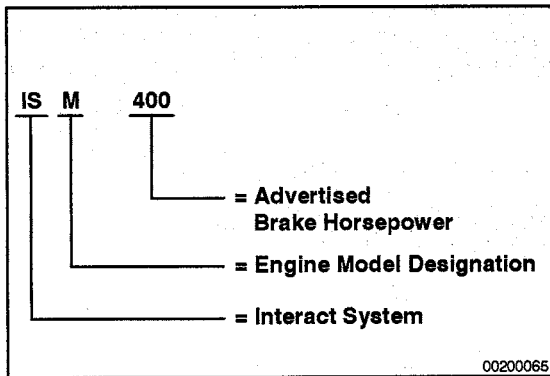 IS M 400
= Advertised
Brake Horsepower
= Engine Model Designation
= Interact System
00200065